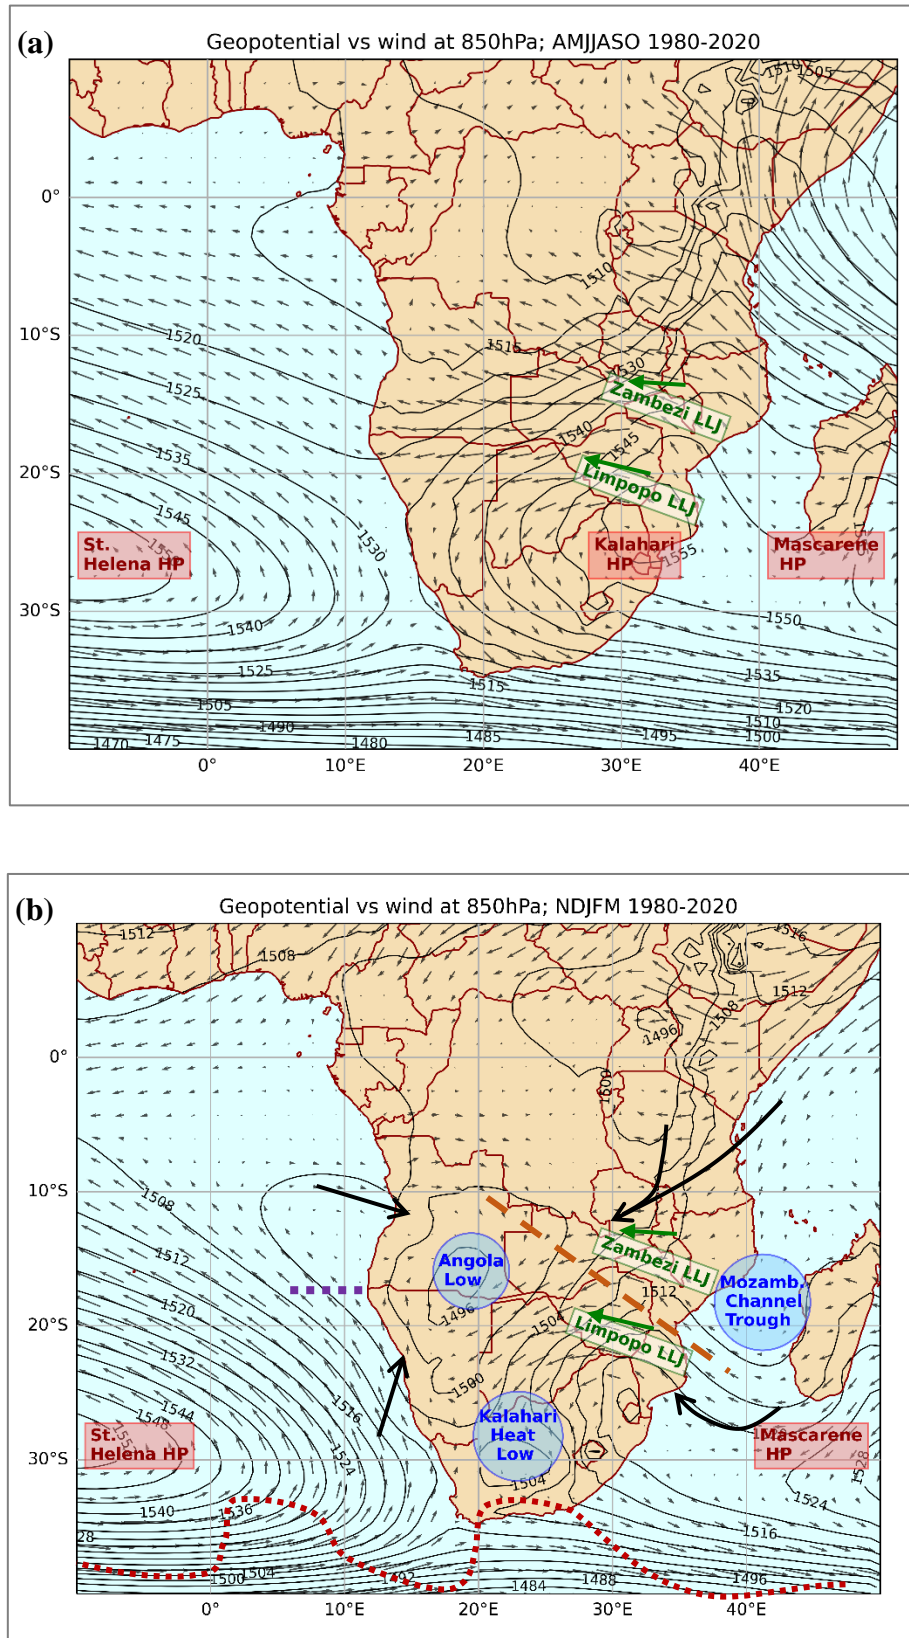 (a)
Geopotential vs wind at 850hPa; AMJJASO 1980-2020
1510
1505
0°
1510
10°S
1520
1515
1530
Zambezi LLJ
1525
1540
1545
1535
20°S
Limpopo LLJ
1545
1530
St.
Helena HP
Kalahari
HP
1555
Mascarene
HP
30°S
1550
1540
1525
1515
1535
1505
1520
1490
1510
1470
1475
1480
1485
1495
1500
0°
10°E
20°E
30°E
40°E
(b)
Geopotential vs wind at 850hPa; NDJFM 1980-2020
1512
1508
1516
1512
1508
1496
0°
1500
10°S
1508
Zambezi LLJ
1512
Angola
Low
Mozamb.
Channel
Trough
1512
1520
1496
1504
20°S
Limpopo LLJ
1532
1500
1516
1544
1548
Kalahari
Heat
Low
St.
Helena HP
Mascarene
HP
1528
30°S
1524
1504
1524
1540
1536
1516
28
1500
1504
1492
1484
1488
1496
0°
10°E
20°E
30°E
40°E